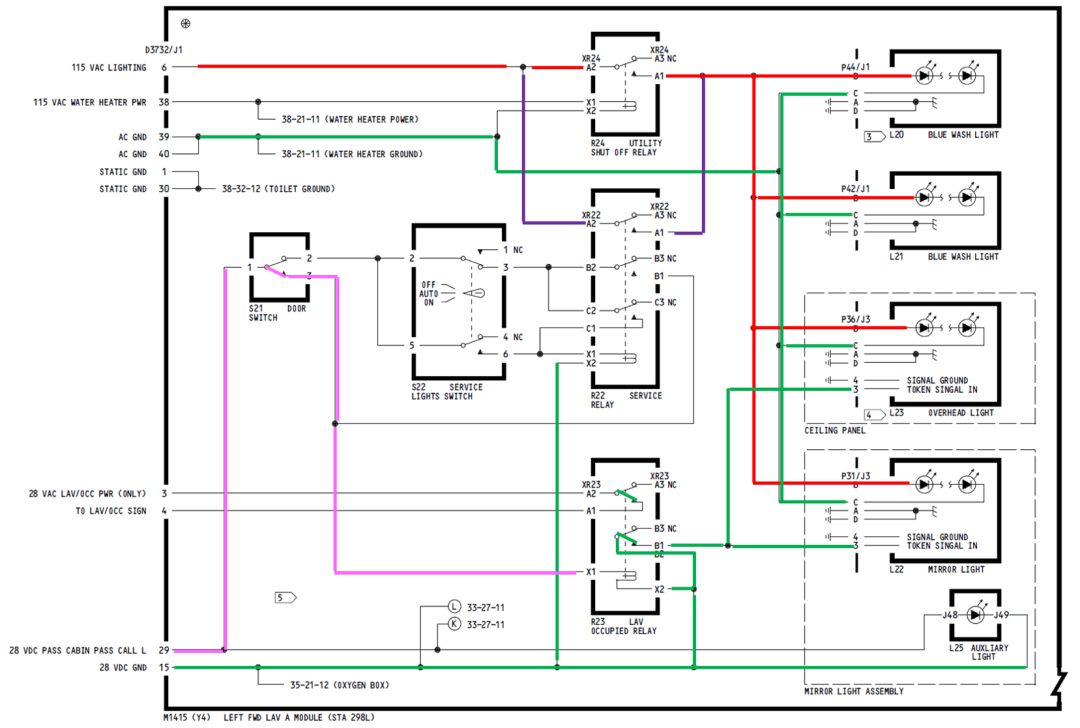 D3732/J1
115 VAC LIGHTING 6
115 VAC WATER HEATER PWR 38
38-21-11 (WATER HEATER POWER)
AC GND 39
AC GND 40
38-21-11 (WATER HEATER GROUND)
STATIC GND 1
STATIC GND 30
38-32-12 (TOILET GROUND)
XR24 XR24
A2 A3 NC
A1
X1
X2
R24 UTILITY
SHUT OFF RELAY
P44/J1
B
C
A
D
3
L20 BLUE WASH LIGHT
P42/J1
B
C
A
D
L21 BLUE WASH LIGHT
1 2
3
S21 DOOR
SWITCH
2 1 NC
3
OFF
AUTO
ON
5 4 NC
6
S22 SERVICE
LIGHTS SWITCH
XR22 XR22
A2 A3 NC
A1
B2 B3 NC
B1
C2 C3 NC
C1
X1
X2
R22 SERVICE
RELAY
P36/J3
B
C
A
D
4 SIGNAL GROUND
3 TOKEN SINGAL IN
4
L23 OVERHEAD LIGHT
CEILING PANEL
28 VAC LAV/OCC PWR (ONLY) 3
TO LAV/OCC SIGN 4
XR23 XR23
A2 A3 NC
A1
B3 NC
B1
B2
X1
X2
R23 LAV
OCCUPIED RELAY
P31/J3
B
C
A
D
4 SIGNAL GROUND
3 TOKEN SINGAL IN
L22 MIRROR LIGHT
J48 J49
L25 AUXLIARY
LIGHT
MIRROR LIGHT ASSEMBLY
5
L 33-27-11
K 33-27-11
28 VDC PASS CABIN PASS CALL L 29
28 VDC GND 15
35-21-12 (OXYGEN BOX)
M1415 (Y4) LEFT FWD LAV A MODULE (STA 298L)